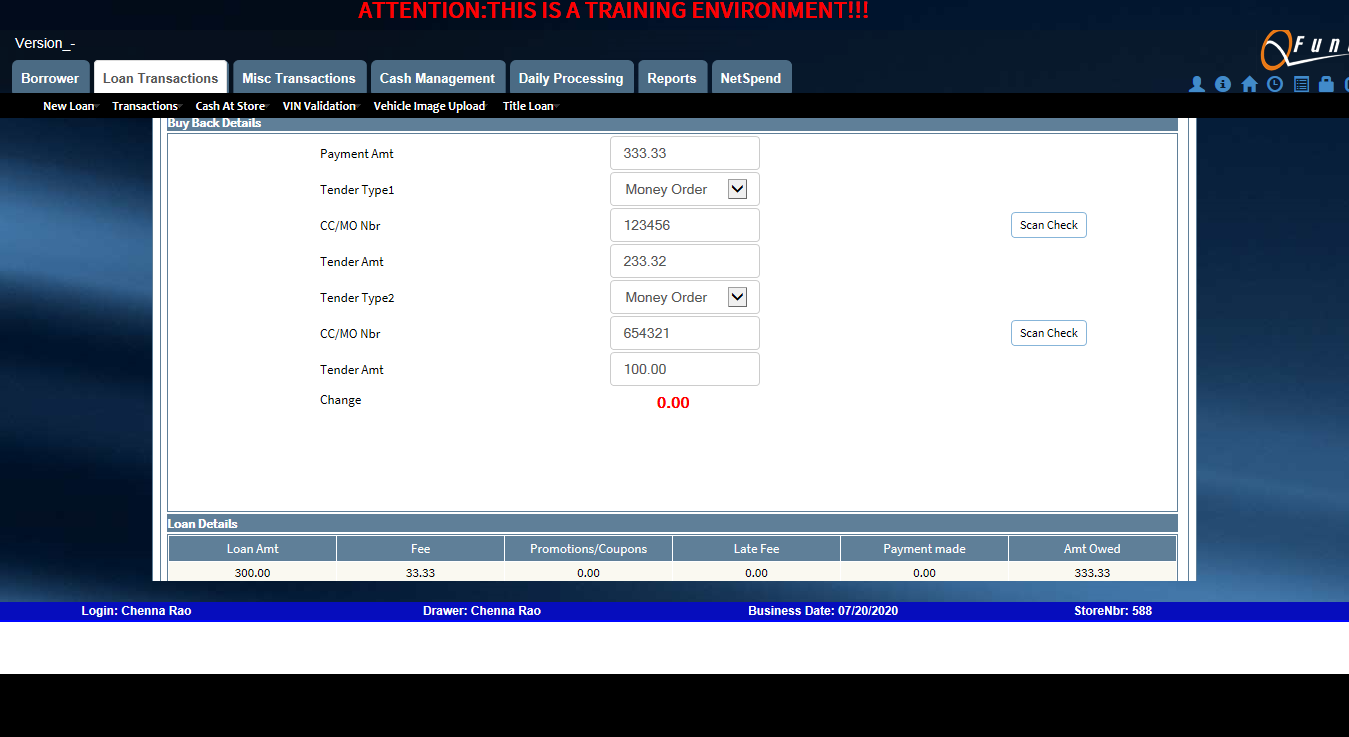 ATTENTION:THIS IS A TRAINING ENVIRONMENT!!!
Version_-
Borrower Loan Transactions Misc Transactions Cash Management Daily Processing Reports NetSpend
New Loan Transactions Cash At Store VIN Validation Vehicle Image Upload Title Loan
Buy Back Details
Payment Amt 333.33
Tender Type1 Money Order
CC/MO Nbr 123456 Scan Check
Tender Amt 233.32
Tender Type2 Money Order
CC/MO Nbr 654321 Scan Check
Tender Amt 100.00
Change 0.00
Loan Details
Loan Amt Fee Promotions/Coupons Late Fee Payment made Amt Owed
300.00 33.33 0.00 0.00 0.00 333.33
Login: Chenna Rao Drawer: Chenna Rao Business Date: 07/20/2020 StoreNbr: 588